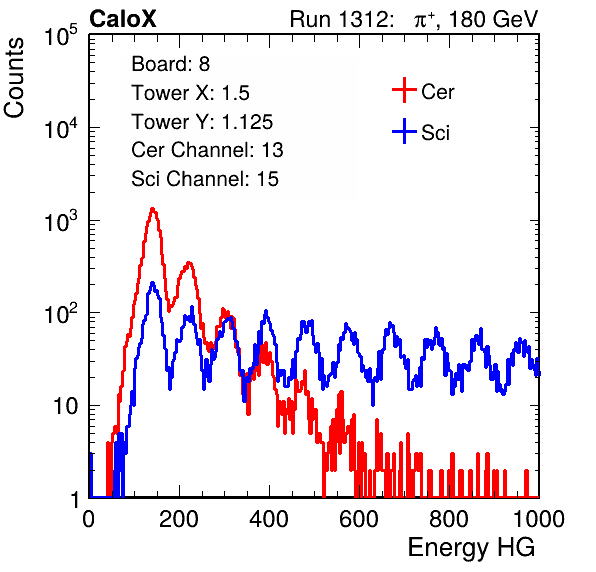 CaloX Run 1312: π⁺, 180 GeV
Counts
10⁵
10⁴
10³
10²
10
1
Board: 8
Tower X: 1.5
Tower Y: 1.125
Cer Channel: 13
Sci Channel: 15
Cer
Sci
0 200 400 600 800 1000
Energy HG